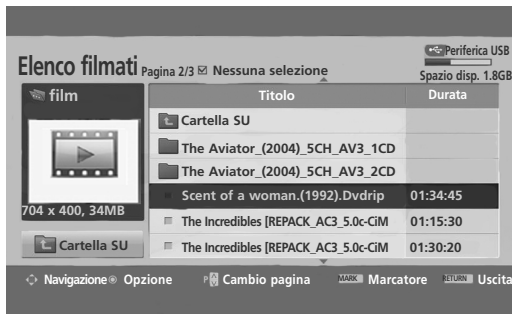 Periferica USB
Elenco filmati Pagina 2/3 Nessuna selezione
Spazio disp. 1.8GB
film
Titolo Durata
Cartella SU
The Aviator_(2004)_5CH_AV3_1CD
The Aviator_(2004)_5CH_AV3_2CD
Scent of a woman.(1992).Dvdrip 01:34:45
704 x 400, 34MB
The Incredibles [REPACK_AC3_5.0c-CiM 01:15:30
Cartella SU
The Incredibles [REPACK_AC3_5.0c-CiM 01:30:20
Navigazione Opzione P Cambio pagina MARK Marcatore RETURN Uscita